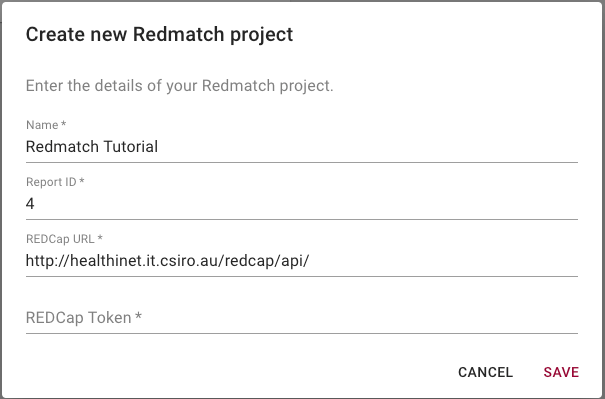 Create new Redmatch project
Enter the details of your Redmatch project.
Name *
Redmatch Tutorial
Report ID *
4
REDCap URL *
http://healthinet.it.csiro.au/redcap/api/
REDCap Token *
CANCEL SAVE